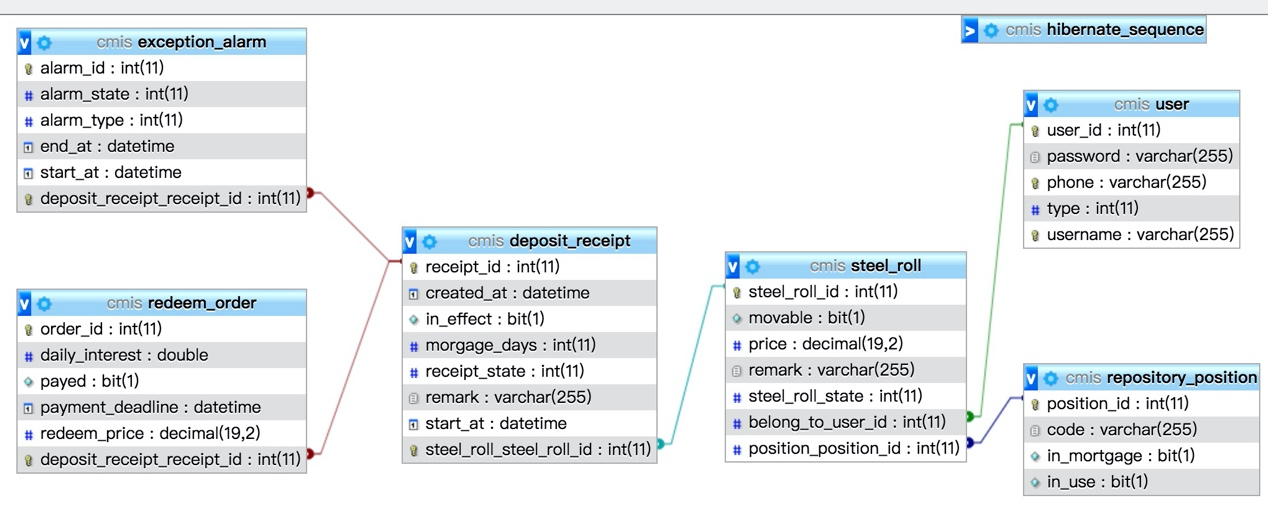 cmis exception_alarm
alarm_id : int(11)
alarm_state : int(11)
alarm_type : int(11)
end_at : datetime
start_at : datetime
deposit_receipt_receipt_id : int(11)
cmis redeem_order
order_id : int(11)
daily_interest : double
payed : bit(1)
payment_deadline : datetime
redeem_price : decimal(19,2)
deposit_receipt_receipt_id : int(11)
cmis deposit_receipt
receipt_id : int(11)
created_at : datetime
in_effect : bit(1)
morgage_days : int(11)
receipt_state : int(11)
remark : varchar(255)
start_at : datetime
steel_roll_steel_roll_id : int(11)
cmis steel_roll
steel_roll_id : int(11)
movable : bit(1)
price : decimal(19,2)
remark : varchar(255)
steel_roll_state : int(11)
belong_to_user_id : int(11)
position_position_id : int(11)
cmis hibernate_sequence
cmis user
user_id : int(11)
password : varchar(255)
phone : varchar(255)
type : int(11)
username : varchar(255)
cmis repository_position
position_id : int(11)
code : varchar(255)
in_mortgage : bit(1)
in_use : bit(1)